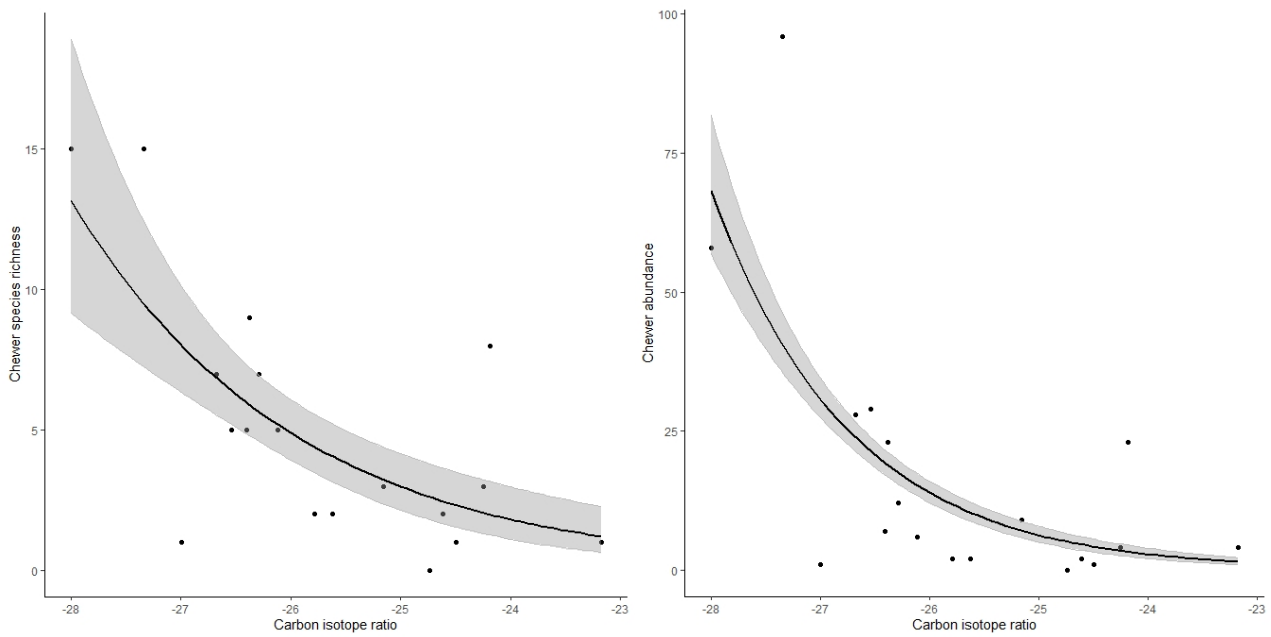 Chewer species richness
15
10
5
0
-28 -27 -26 -25 -24 -23
Carbon isotope ratio
Chewer abundance
100
75
50
25
0
-28 -27 -26 -25 -24 -23
Carbon isotope ratio